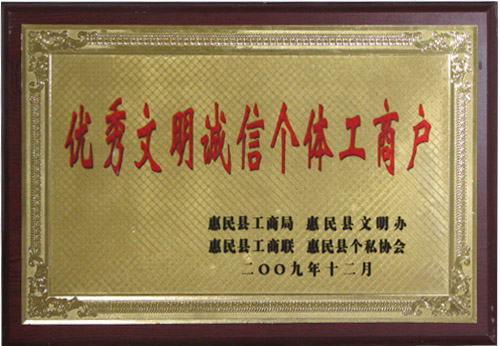 优秀文明诚信个体工商户
惠民县工商局 惠民县文明办
惠民县工商联 惠民县个私协会
二〇〇九年十二月